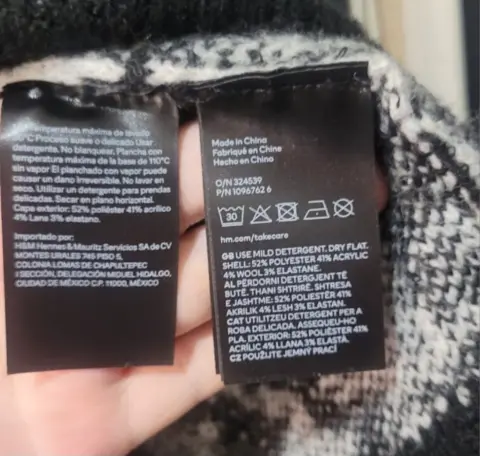 Temperatura máxima de lavado
°C Proceso suave o delicado Usar
detergente. No blanquear. Plancha con
temperatura máxima de la base de 110°C
sin vapor El planchado con vapor puede
causar un daño irreversible. No lavar en
seco. Utilizar un detergente para prendas
delicadas. Secar en plano horizontal.
Capa exterior: 52% poliéster 41% acrílico
4% Lana 3% elastano.
Importado por:
H&M Hennes & Mauritz Servicios SA de CV
MONTES URALES 745 PISO 5,
COLONIA LOMAS DE CHAPULTEPEC
I SECCIÓN, DELEGACIÓN MIGUEL HIDALGO,
CIUDAD DE MÉXICO C.P. 11000, MÉXICO
Made in China
Fabriqué en Chine
Hecho en China
O/N 324539
P/N 1096762 6
30
hm.com/takecare
GB USE MILD DETERGENT. DRY FLAT.
SHELL: 52% POLYESTER 41% ACRYLIC
4% WOOL 3% ELASTANE.
AL PËRDORNI DETERGJENT TË
BUTË. THANI SHTRIRË. SHTRESA
E JASHTME: 52% POLIESTER 41%
AKRILIK 4% LESH 3% ELASTANT.
CAT UTILITZEU DETERGENT PER A
ROBA DELICADA. ASSEQUEU-HO
PLA. EXTERIOR: 52% POLIÈSTER 41%
ACRÍLIC 4% LLANA 3% ELASTÀ.
CZ POUŽIJTE JEMNÝ PRACÍ